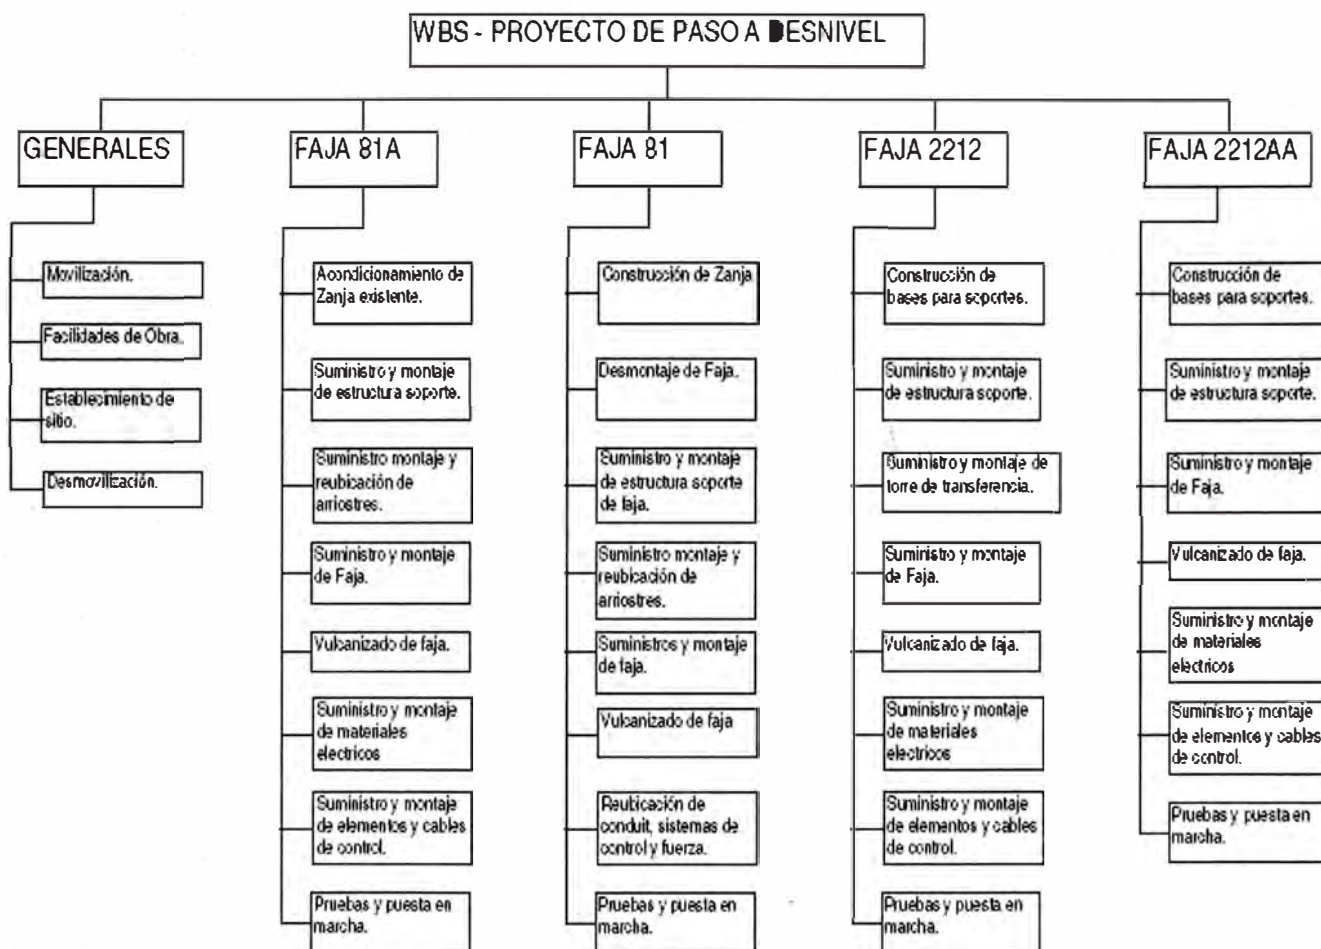 WBS - PROYECTO DE PASO A DESNIVEL
GENERALES
Movilización.
Facilidades de Obra.
Establecimiento de
sitio.
Desmovilización.
FAJA 81A
Acondicionamiento de
Zanja existente.
Suministro y montaje
de estructura soporte.
Suministro montaje y
reubicación de
arriostres.
Suministro y montaje
de Faja.
Vulcanizado de faja.
Suministro y montaje
de materiales
electricos
Suministro y montaje
de elementos y cables
de control.
Pruebas y puesta en
marcha.
FAJA 81
Construcción de Zanja
Desmontaje de Faja.
Suministro y montaje
de estructura soporte
de faja.
Suministro montaje y
reubicación de
arriostres.
Suministros y montaje
de faja.
Vulcanizado de faja
Reubicación de
conduit, sistemas de
control y fuerza.
Pruebas y puesta en
marcha.
FAJA 2212
Construcción de
bases para soportes.
Suministro y montaje
de estructura soporte.
Suministro y montaje de
torre de transferencia.
Suministro y montaje
de Faja.
Vulcanizado de faja.
Suministro y montaje
de materiales
electricos
Suministro y montaje
de elementos y cables
de control.
Pruebas y puesta en
marcha.
FAJA 2212AA
Construcción de
bases para soportes.
Suministro y montaje
de estructura soporte.
Suministro y montaje
de Faja.
Vulcanizado de faja.
Suministro y montaje
de materiales
electricos
Suministro y montaje
de elementos y cables
de control.
Pruebas y puesta en
marcha.